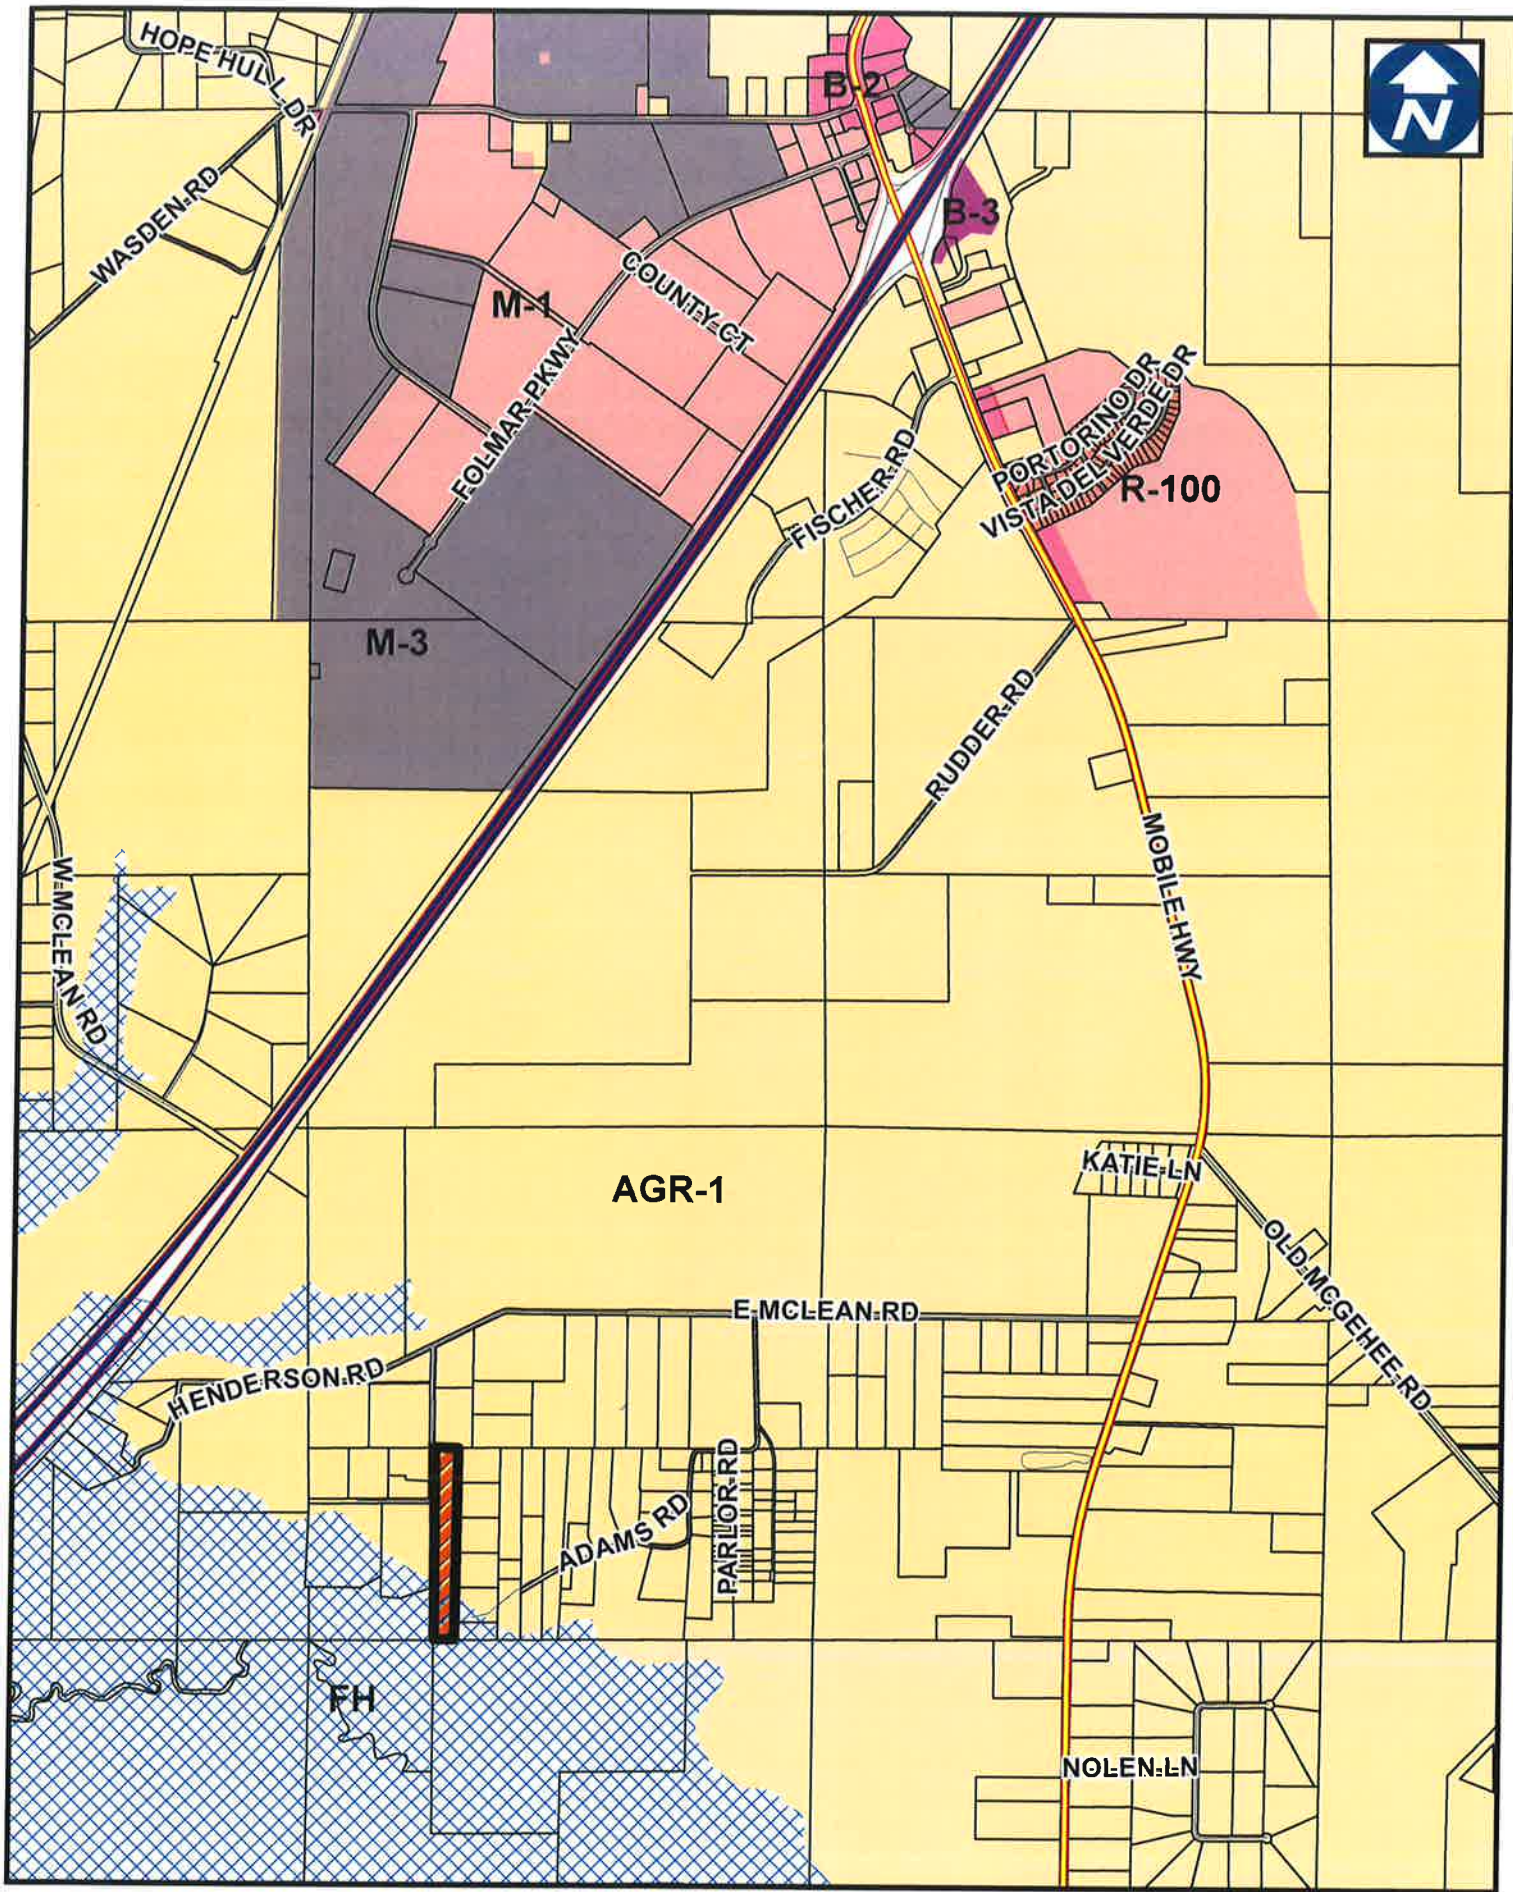 HOPE HULL DR
B-2
N
WASDEN RD
B-3
COUNTY CT
M-1
FOLMAR PKWY
PORTORINO DR
VISTA DEL VERDE DR
R-100
FISCHER RD
M-3
RUDDER RD
MOBILE HWY
W MCLEAN RD
KATIE LN
AGR-1
OLD MCGEHEE RD
E MCLEAN RD
HENDERSON RD
PARLOR RD
ADAMS RD
FH
NOLEN LN